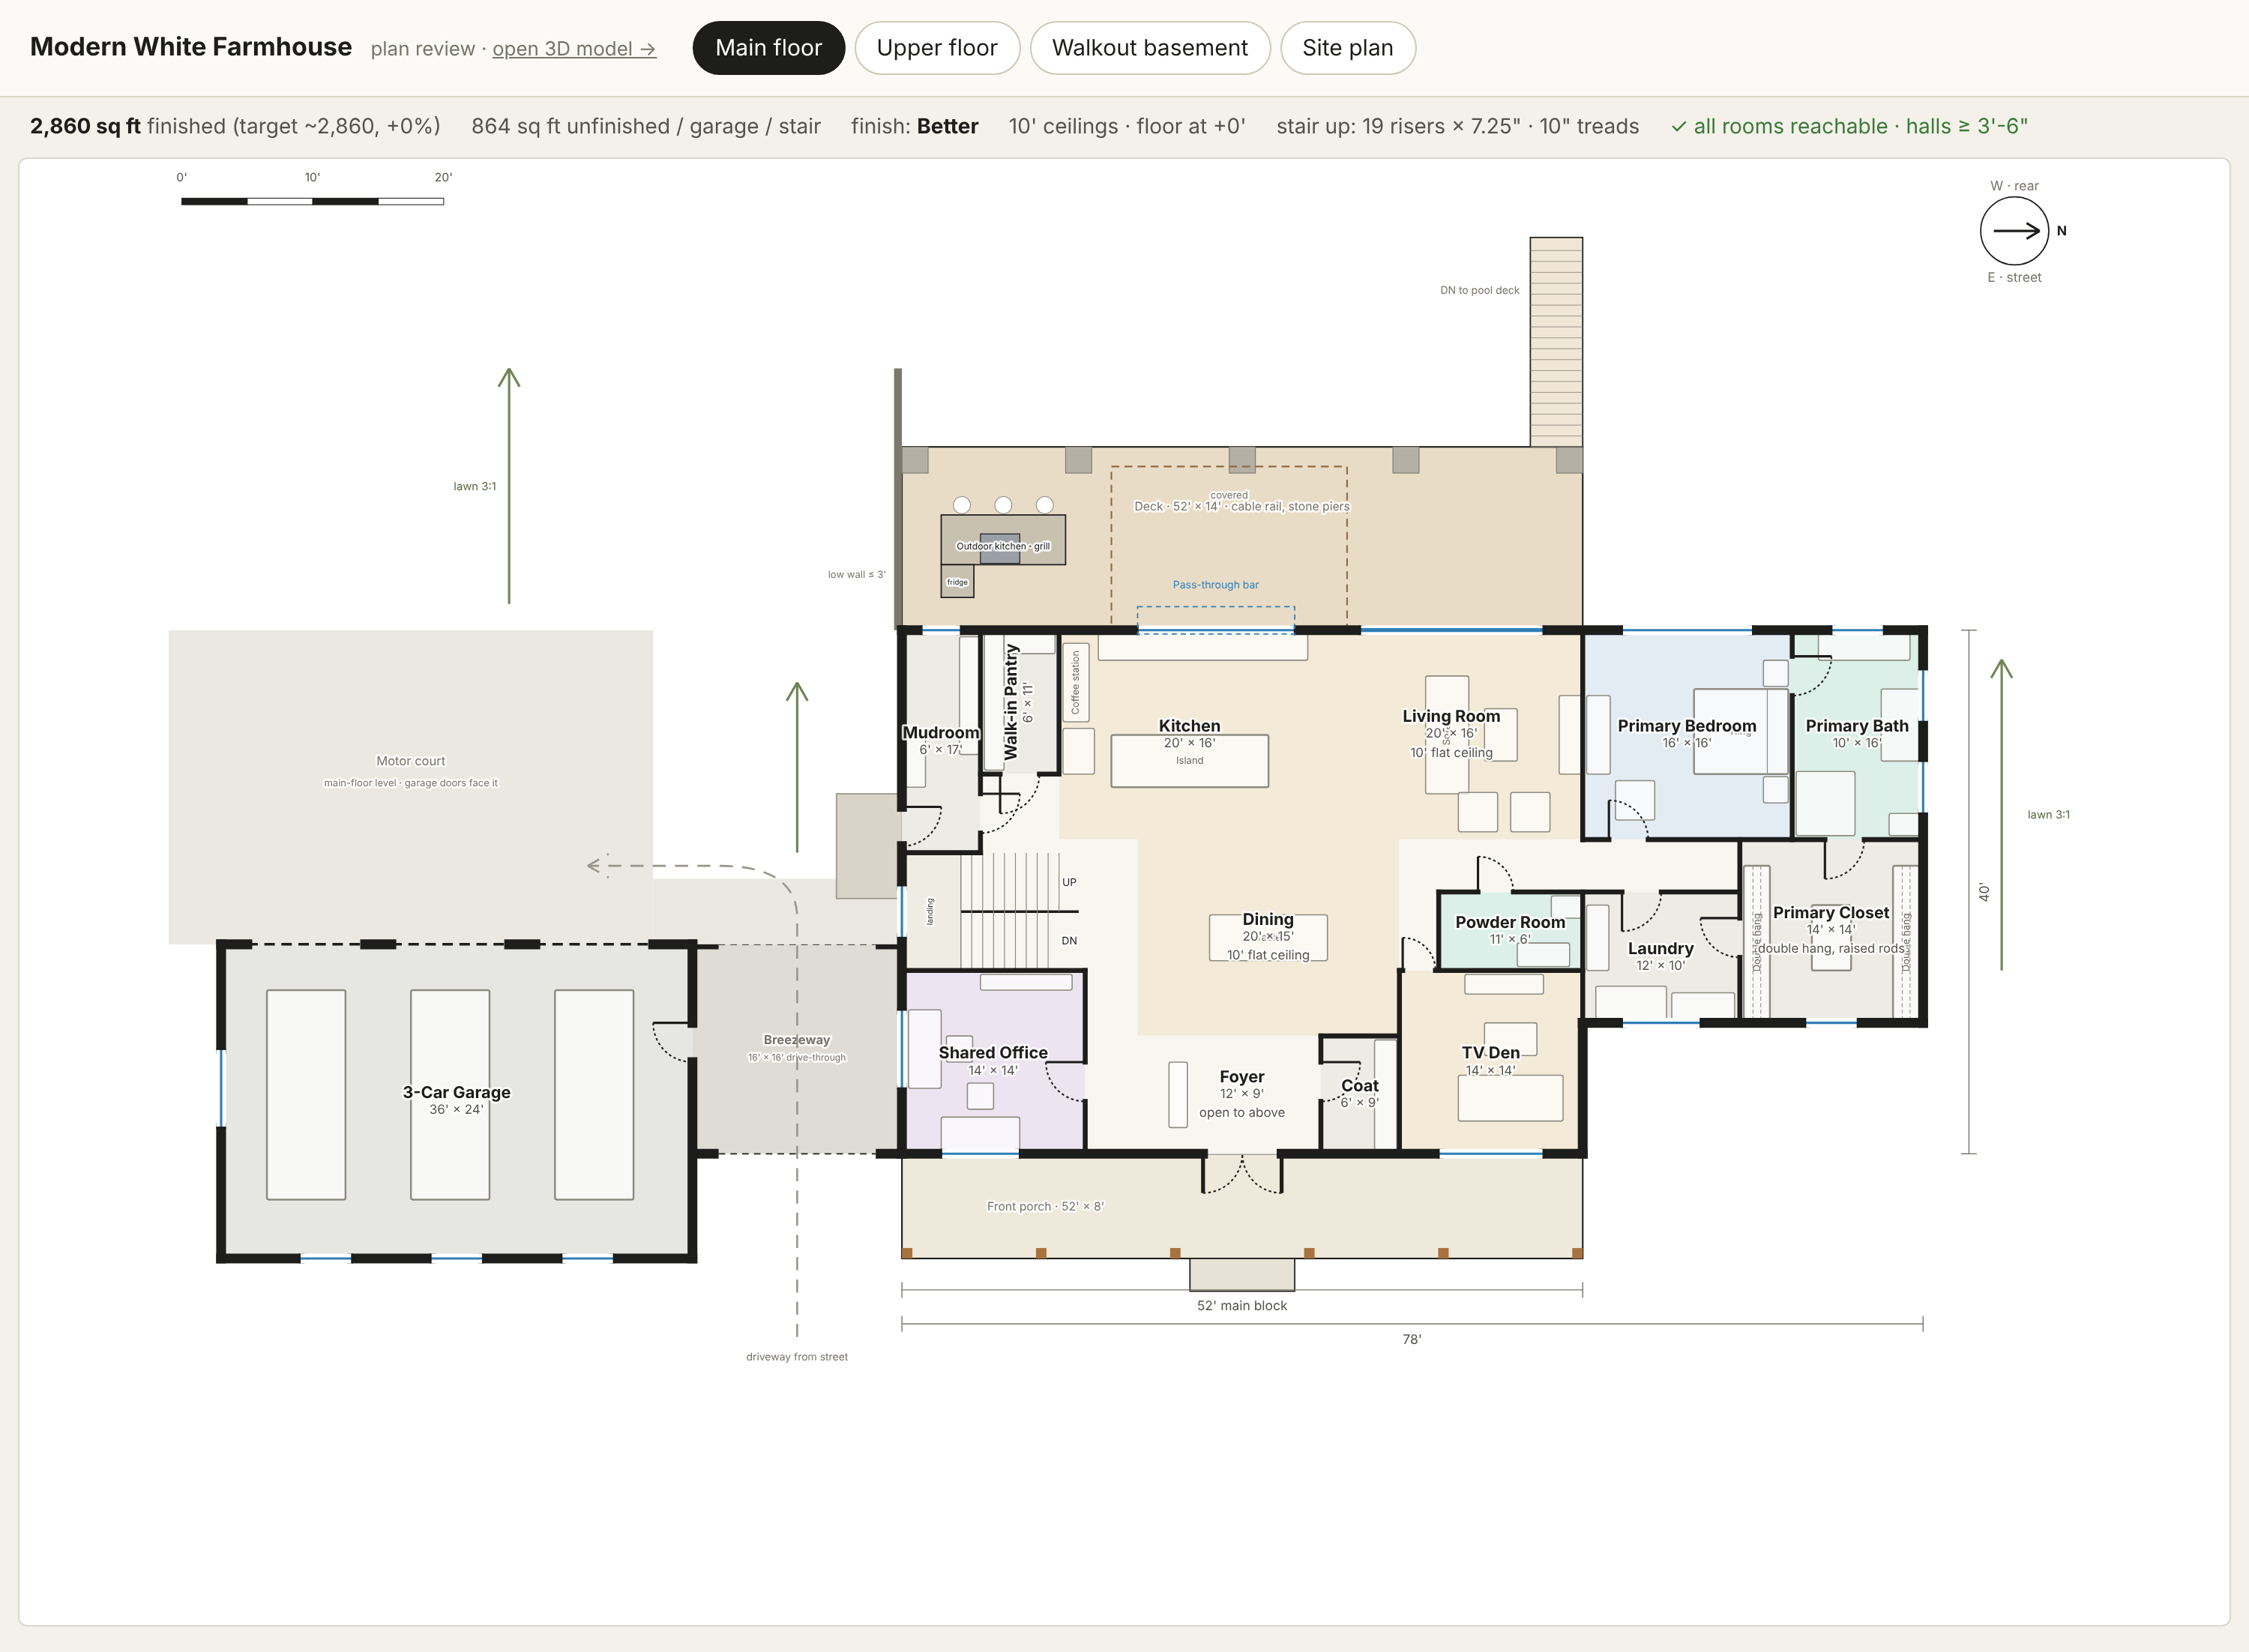 Modern White Farmhouse plan review · open 3D model → Main floor Upper floor Walkout basement Site plan
2,860 sq ft finished (target ~2,860, +0%) 864 sq ft unfinished / garage / stair finish: Better 10' ceilings · floor at +0' stair up: 19 risers × 7.25" · 10" treads ✓ all rooms reachable · halls ≥ 3'-6"
0' 10' 20'
W · rear
N
E · street
DN to pool deck
lawn 3:1
covered
Deck · 52' × 14' · cable rail, stone piers
Outdoor kitchen · grill
fridge
low wall ≤ 3'
Pass-through bar
Motor court
main-floor level · garage doors face it
Mudroom
6' × 17'
Walk-in Pantry
6' × 11'
Coffee station
Kitchen
20' × 16'
Island
Living Room
20' × 16'
10' flat ceiling
Primary Bedroom
16' × 16'
Primary Bath
10' × 16'
lawn 3:1
40'
landing
UP
DN
Dining
20' × 15'
10' flat ceiling
Powder Room
11' × 6'
Laundry
12' × 10'
Primary Closet
14' × 14'
double hang, raised rods
Double hang
Double hang
Breezeway
16' × 16' drive-through
3-Car Garage
36' × 24'
Shared Office
14' × 14'
Foyer
12' × 9'
open to above
Coat
6' × 9'
TV Den
14' × 14'
Front porch · 52' × 8'
52' main block
78'
driveway from street